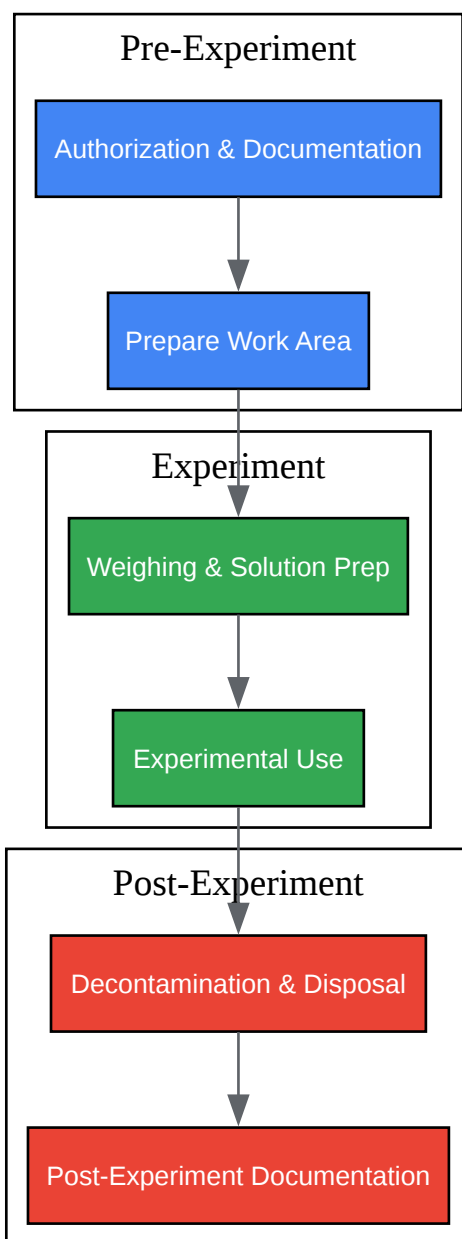 Pre-Experiment
Authorization & Documentation
Prepare Work Area
Experiment
Weighing & Solution Prep
Experimental Use
Post-Experiment
Decontamination & Disposal
Post-Experiment Documentation